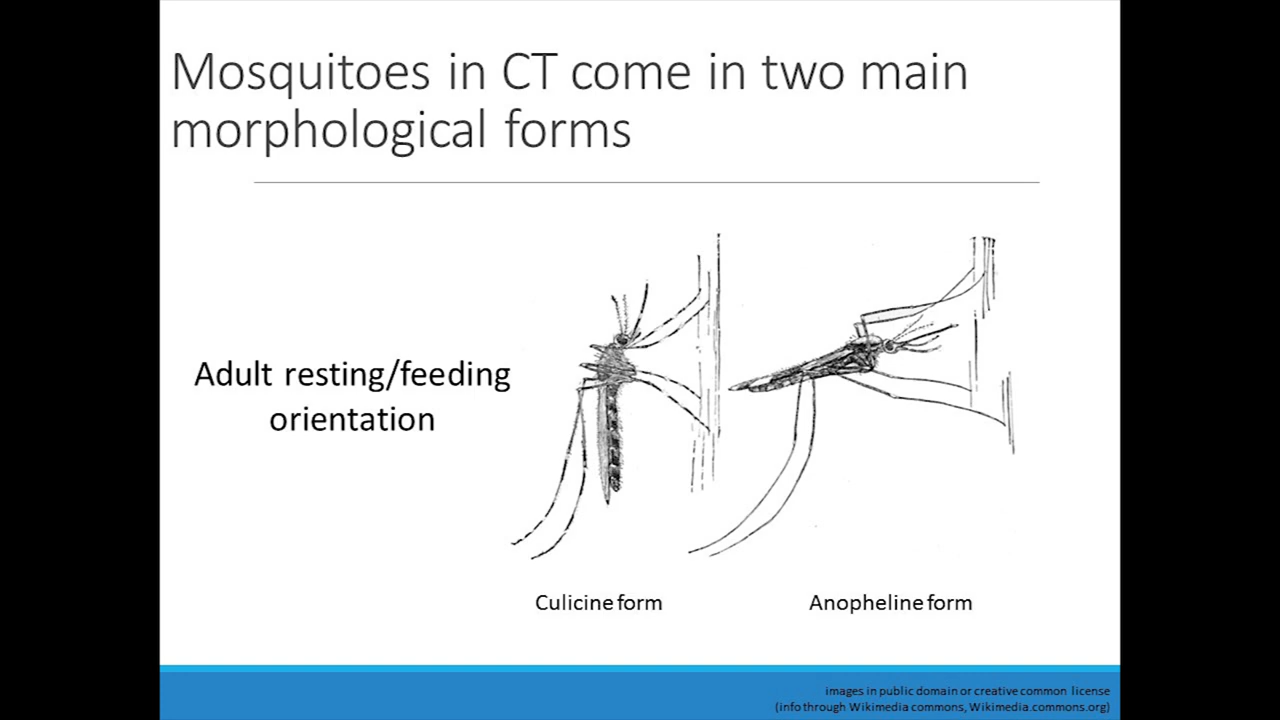 Mosquitoes in CT come in two main
morphological forms
Adult resting/feeding
orientation
Culicine form
Anopheline form
images in public domain or creative common license
(info through Wikimedia commons, Wikimedia.commons.org)